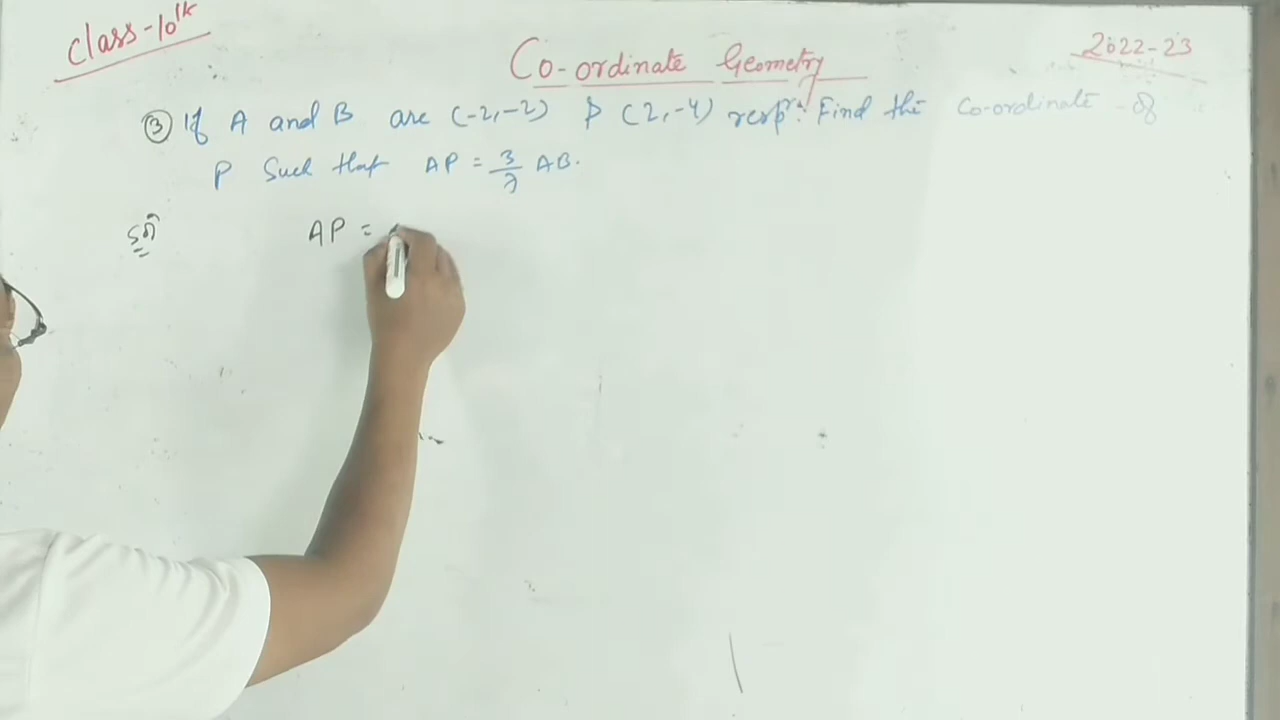 Class-10th
Co-ordinate Geometry
2022-23
③ If A and B are (-2,-2) & (2,-4) resp. Find the Co-ordinate of
P Such that AP = 3/7 AB.
Sol
AP =